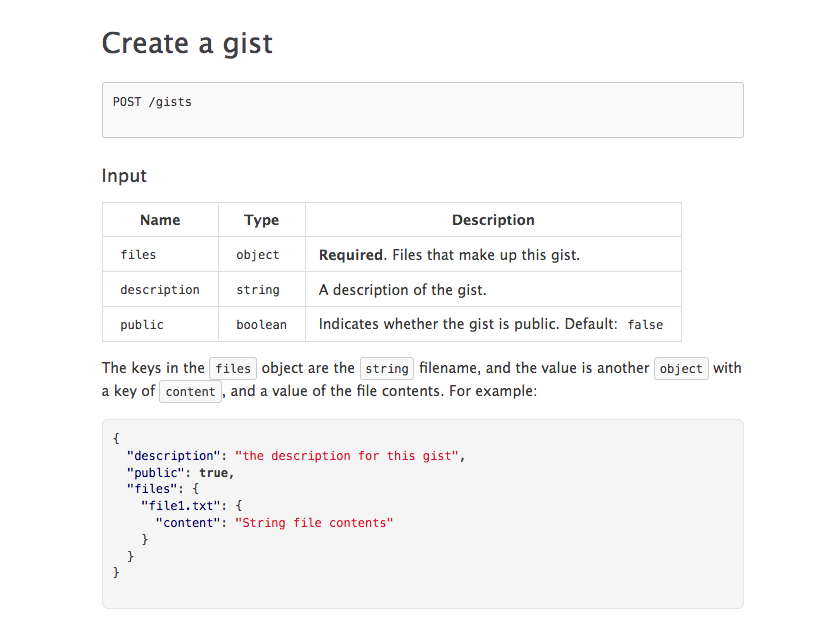 Create a gist
POST /gists
Input
Name Type Description
files object Required. Files that make up this gist.
description string A description of the gist.
public boolean Indicates whether the gist is public. Default: false
The keys in the files object are the string filename, and the value is another object with
a key of content, and a value of the file contents. For example:
{
  "description": "the description for this gist",
  "public": true,
  "files": {
    "file1.txt": {
      "content": "String file contents"
    }
  }
}